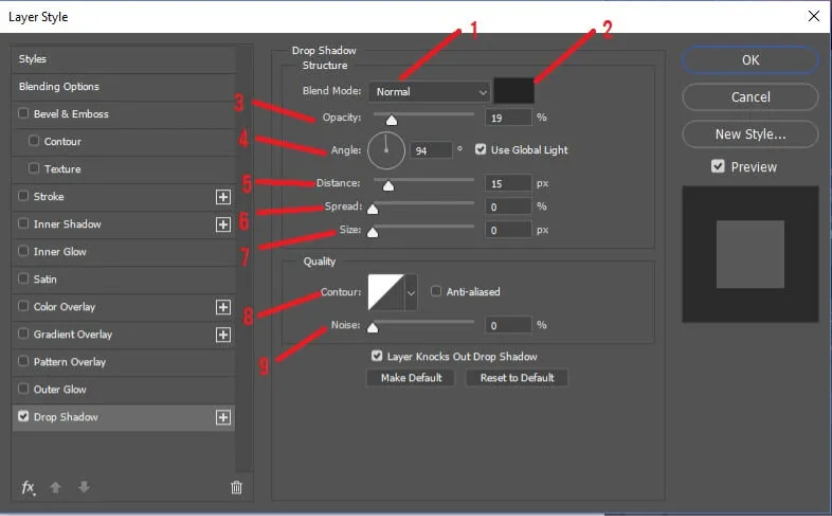 Layer Style
1
2
3
4
5
6
7
8
9
Styles
Blending Options
Bevel & Emboss
Contour
Texture
Stroke
Inner Shadow
Inner Glow
Satin
Color Overlay
Gradient Overlay
Pattern Overlay
Outer Glow
Drop Shadow
fx
Drop Shadow
Structure
Blend Mode: Normal
Opacity: 19 %
Angle: 94 ° Use Global Light
Distance: 15 px
Spread: 0 %
Size: 0 px
Quality
Contour: Anti-aliased
Noise: 0 %
Layer Knocks Out Drop Shadow
Make Default Reset to Default
OK
Cancel
New Style...
Preview